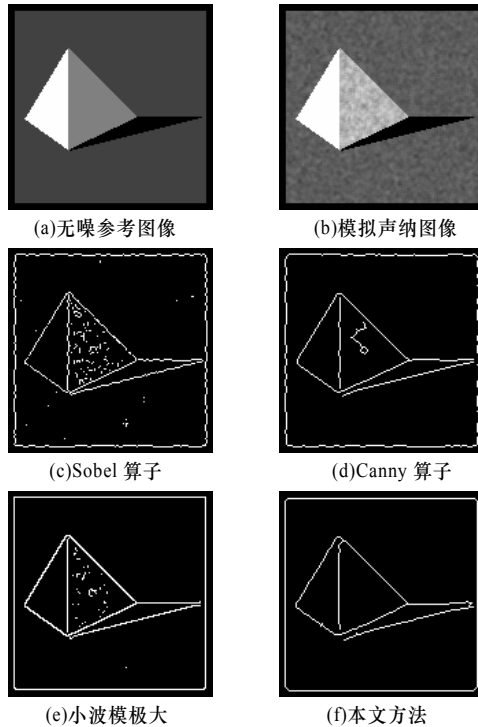 (a)无噪参考图像
(b)模拟声纳图像
(c)Sobel 算子
(d)Canny 算子
(e)小波模极大
(f)本文方法